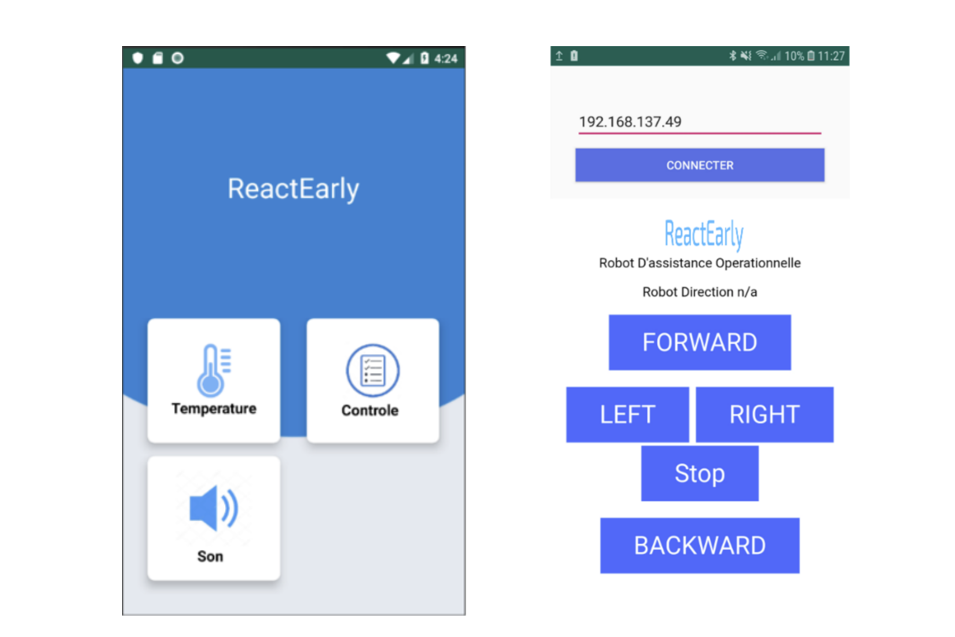 4:24
ReactEarly
Temperature
Controle
Son
10% 11:27
192.168.137.49
CONNECTER
ReactEarly
Robot D'assistance Operationnelle
Robot Direction n/a
FORWARD
LEFT RIGHT
Stop
BACKWARD